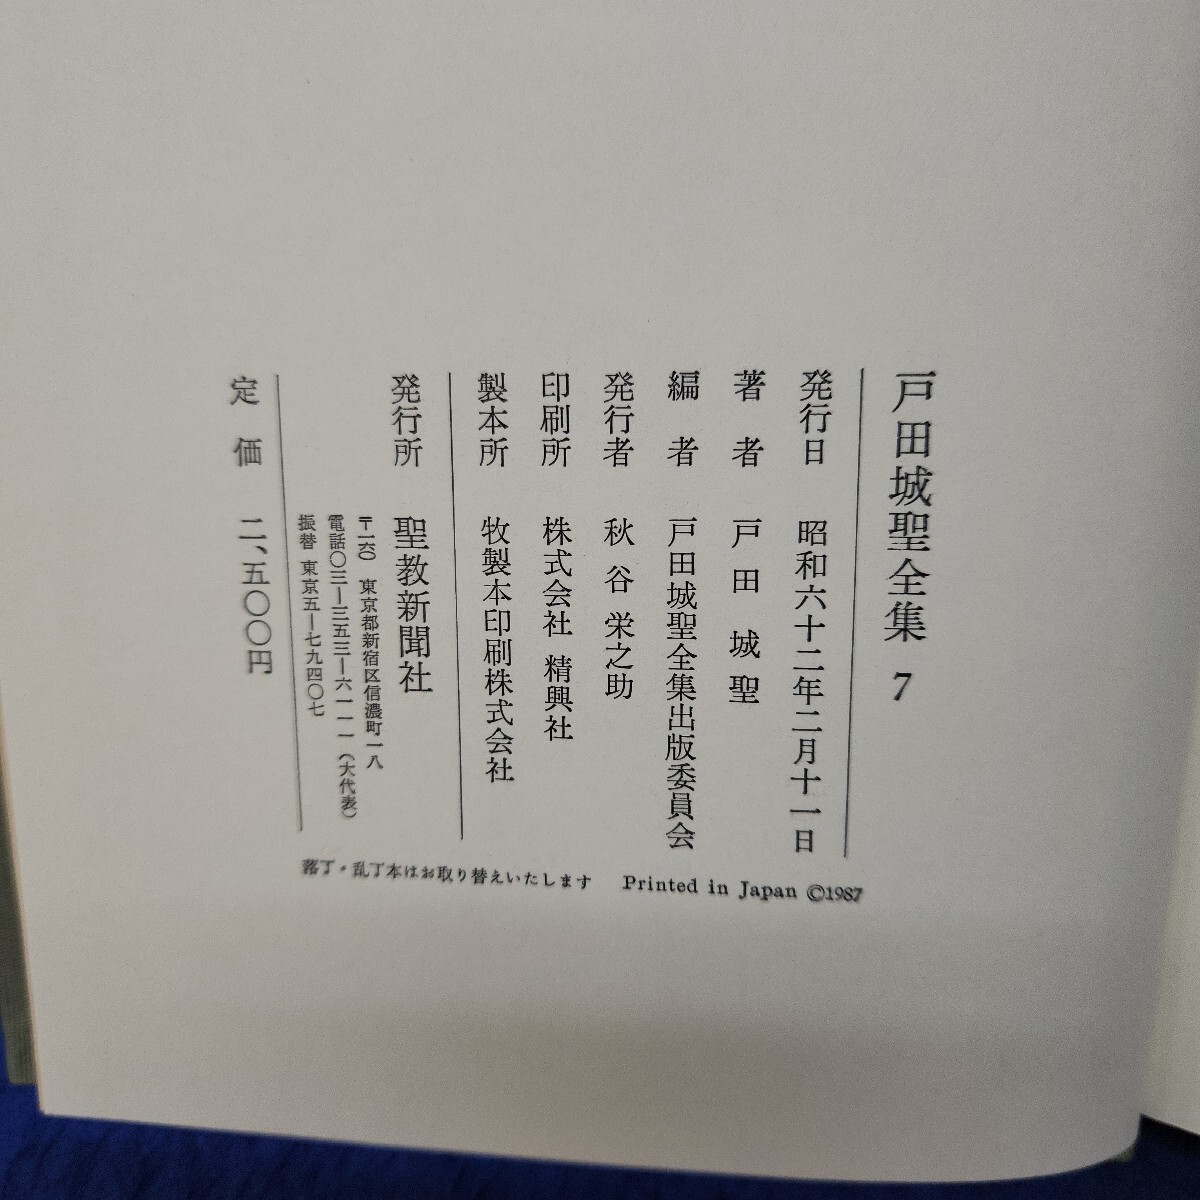 戸田城聖全集 7
発行日 昭和六十二年二月十一日
著者 戸田城聖
編者 戸田城聖全集出版委員会
発行者 秋谷栄之助
印刷所 株式会社 精興社
製本所 牧製本印刷株式会社
発行所 聖教新聞社
〒一六〇 東京都新宿区信濃町一八
電話〇三―三五三―六一一一（大代表）
振替 東京五―七九四〇七
定価 二、五〇〇円
落丁・乱丁本はお取り替えいたします Printed in Japan ©1987